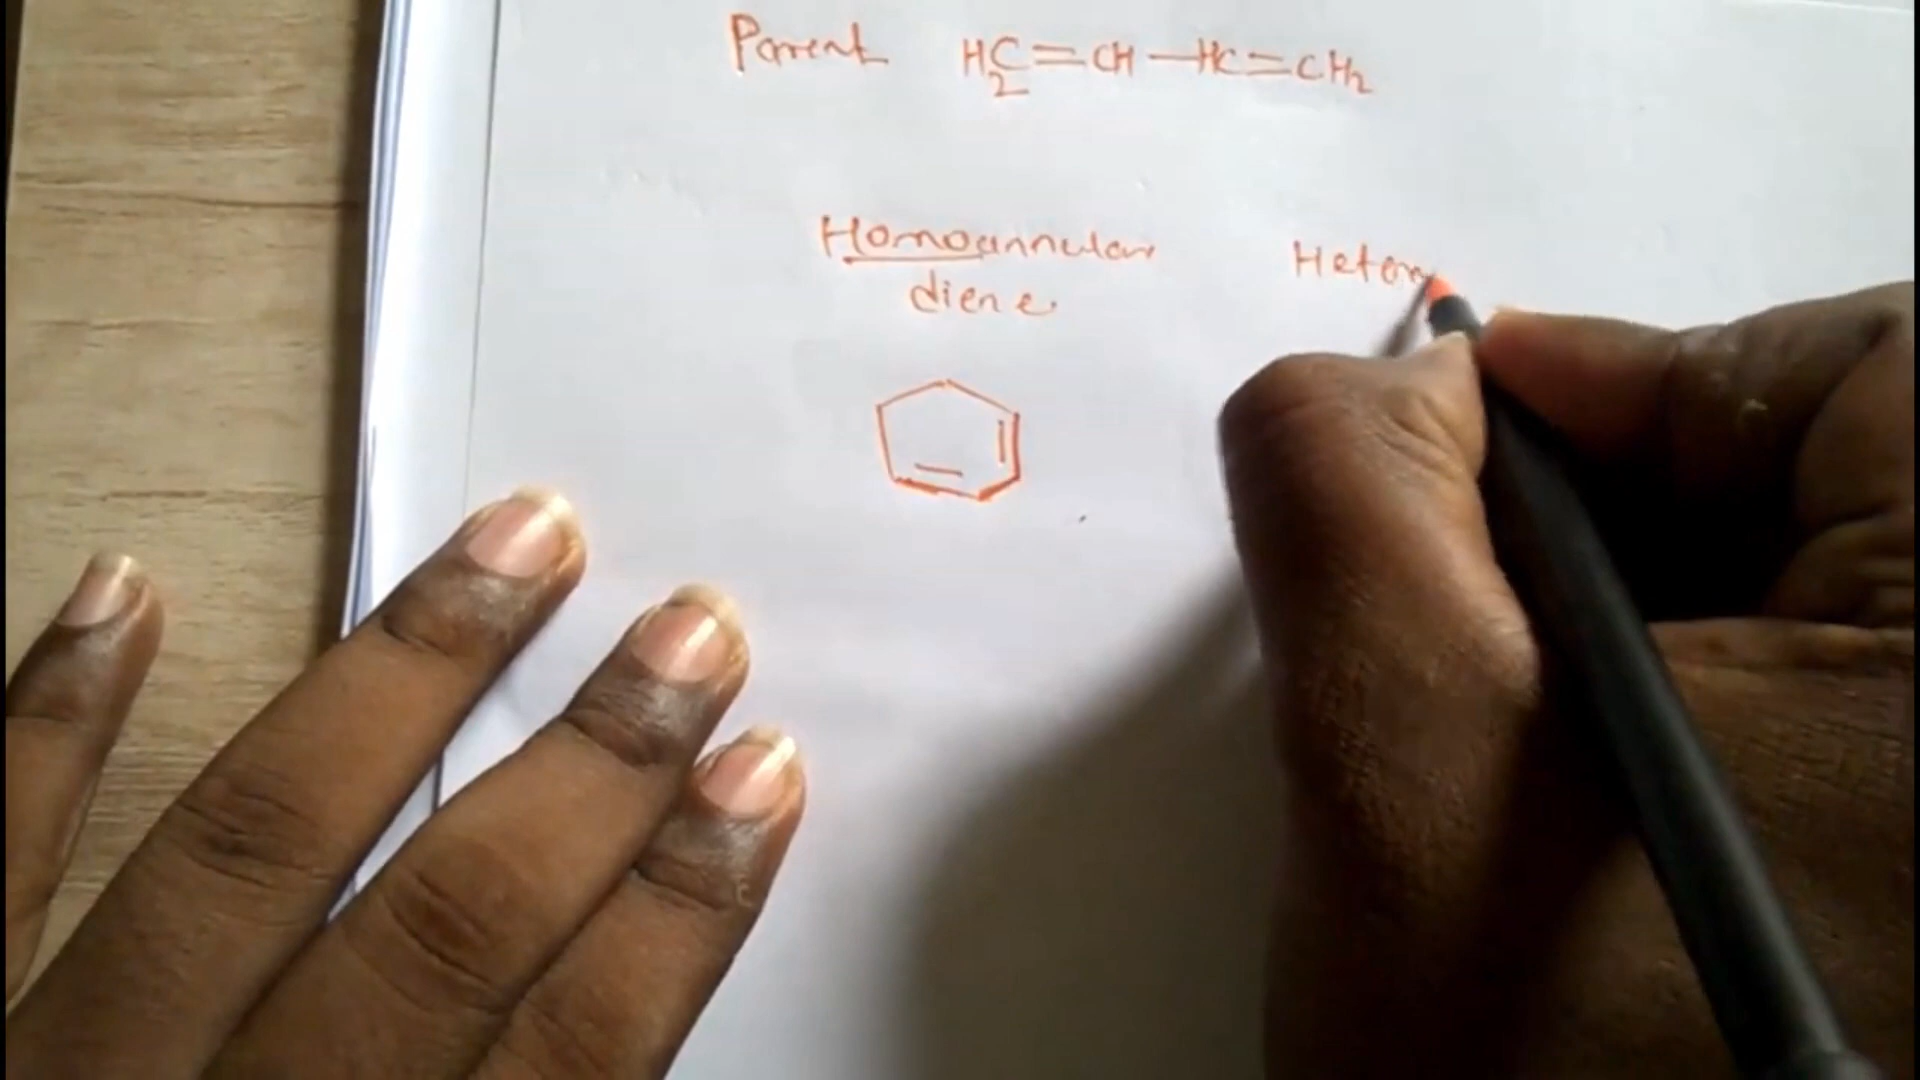 Parent H₂C=CH-HC=CH₂
Homoannular Hetero
diene